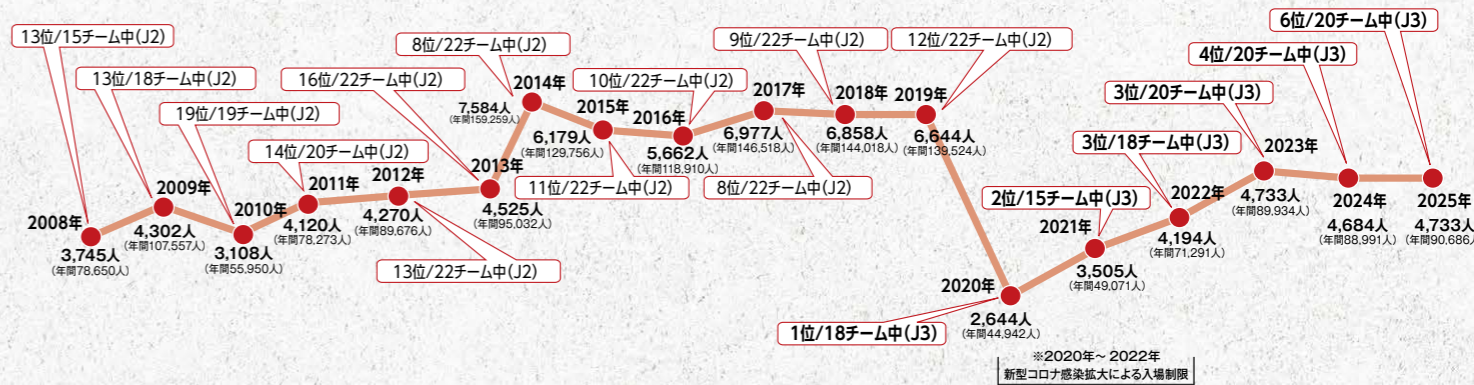 13位/15チーム中(J2)
2008年
3,745人
(年間78,650人)
13位/18チーム中(J2)
2009年
4,302人
(年間107,557人)
19位/19チーム中(J2)
2010年
3,108人
(年間55,950人)
14位/20チーム中(J2)
2011年
4,120人
(年間78,273人)
2012年
4,270人
(年間89,676人)
13位/22チーム中(J2)
16位/22チーム中(J2)
2013年
4,525人
(年間95,032人)
8位/22チーム中(J2)
2014年
7,584人
(年間159,259人)
2015年
6,179人
(年間129,756人)
11位/22チーム中(J2)
10位/22チーム中(J2)
2016年
5,662人
(年間118,910人)
2017年
6,977人
(年間146,518人)
8位/22チーム中(J2)
9位/22チーム中(J2)
2018年
6,858人
(年間144,018人)
12位/22チーム中(J2)
2019年
6,644人
(年間139,524人)
2020年
2,644人
(年間44,942人)
1位/18チーム中(J3)
※2020年～2022年
新型コロナ感染拡大による入場制限
2位/15チーム中(J3)
2021年
3,505人
(年間49,071人)
3位/18チーム中(J3)
2022年
4,194人
(年間71,291人)
3位/20チーム中(J3)
2023年
4,733人
(年間89,934人)
4位/20チーム中(J3)
2024年
4,684人
(年間88,991人)
6位/20チーム中(J3)
2025年
4,733人
(年間90,686人)